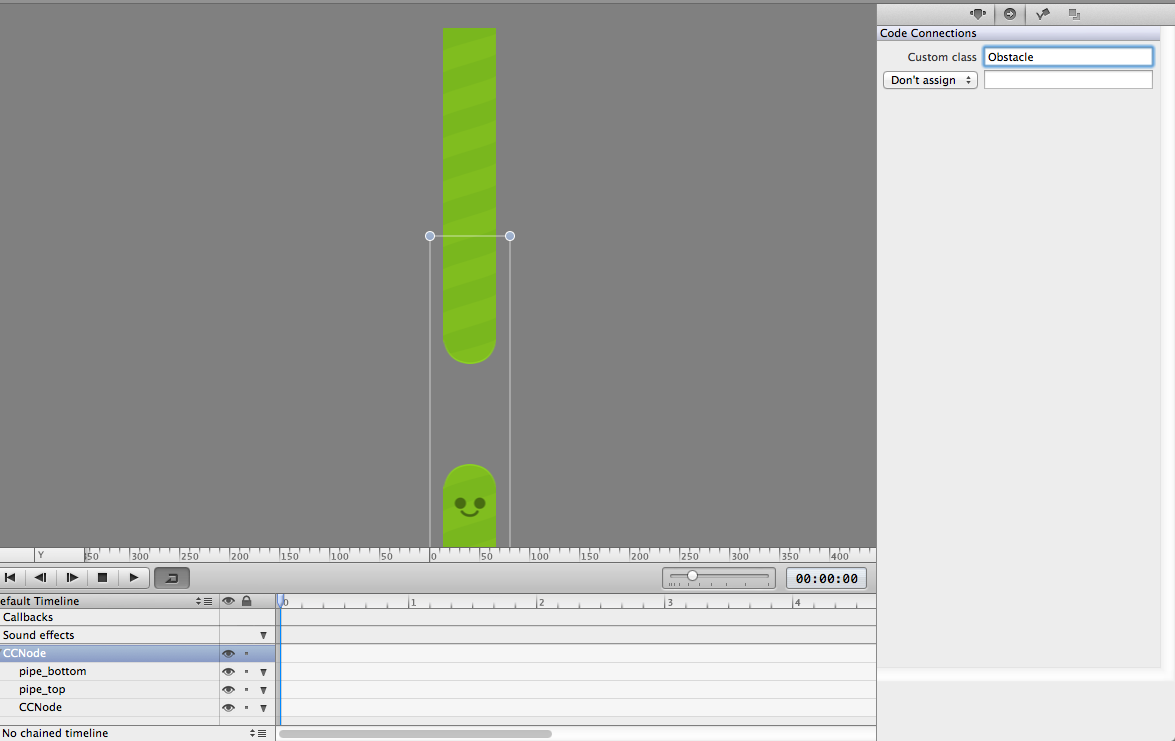 Code Connections
Custom class Obstacle
Don't assign
Y 350 300 250 200 150 100 50 0 50 100 150 200 250 300 350 400
00:00:00
efault Timeline 0 1 2 3 4
Callbacks
Sound effects
CCNode
pipe_bottom
pipe_top
CCNode
No chained timeline